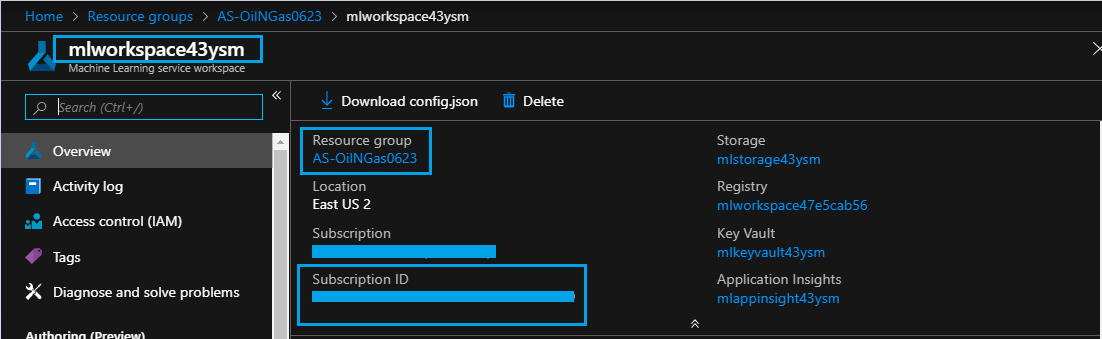 Home > Resource groups > AS-OilNGas0623 > mlworkspace43ysm
mlworkspace43ysm
Machine Learning service workspace
Search (Ctrl+/)
«
Overview
Activity log
Access control (IAM)
Tags
Diagnose and solve problems
Authoring (Preview)
Download config.json
Delete
Resource group
AS-OilNGas0623
Location
East US 2
Subscription
Subscription ID
Storage
mlstorage43ysm
Registry
mlworkspace47e5cab56
Key Vault
mlkeyvault43ysm
Application Insights
mlappinsight43ysm